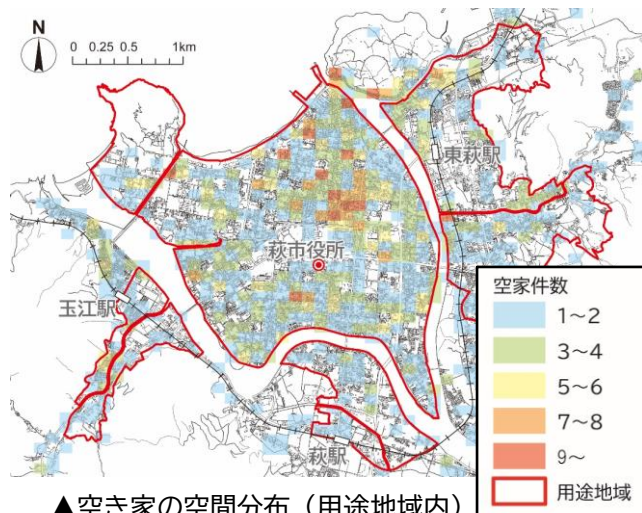 N
0 0.25 0.5 1km
東萩駅
萩市役所
玉江駅
萩駅
空家件数
1～2
3～4
5～6
7～8
9～
用途地域
▲空き家の空間分布（用途地域内）